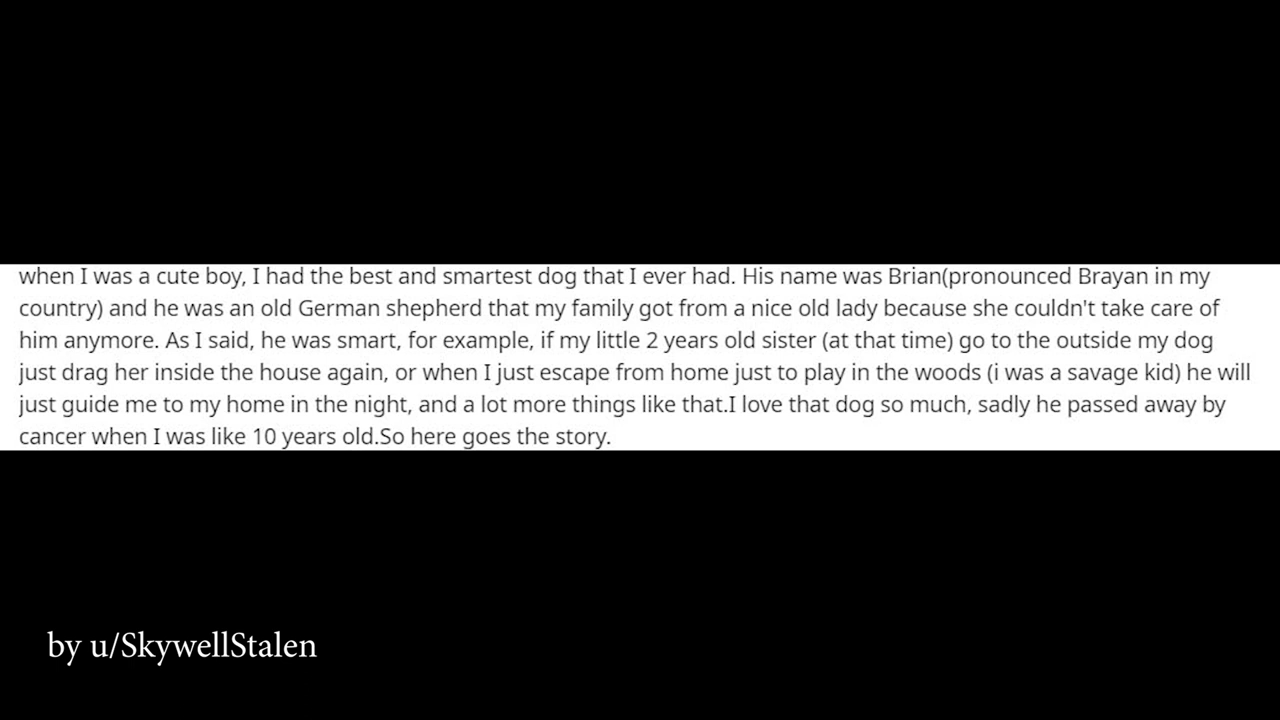 when I was a cute boy, I had the best and smartest dog that I ever had. His name was Brian(pronounced Brayan in my
country) and he was an old German shepherd that my family got from a nice old lady because she couldn't take care of
him anymore. As I said, he was smart, for example, if my little 2 years old sister (at that time) go to the outside my dog
just drag her inside the house again, or when I just escape from home just to play in the woods (i was a savage kid) he will
just guide me to my home in the night, and a lot more things like that.I love that dog so much, sadly he passed away by
cancer when I was like 10 years old.So here goes the story.
by u/SkywellStalen